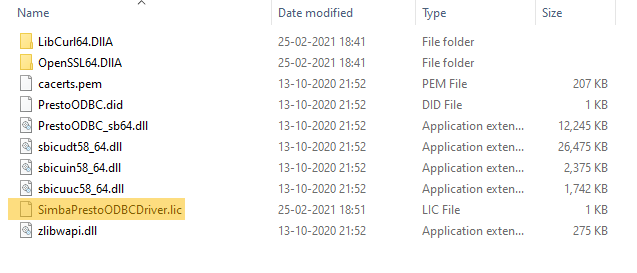 Name Date modified Type Size
LibCurl64.DllA 25-02-2021 18:41 File folder
OpenSSL64.DllA 25-02-2021 18:41 File folder
cacerts.pem 13-10-2020 21:52 PEM File 207 KB
PrestoODBC.did 13-10-2020 21:52 DID File 1 KB
PrestoODBC_sb64.dll 13-10-2020 21:52 Application exten... 12,245 KB
sbicudt58_64.dll 13-10-2020 21:52 Application exten... 26,475 KB
sbicuin58_64.dll 13-10-2020 21:52 Application exten... 2,375 KB
sbicuuc58_64.dll 13-10-2020 21:52 Application exten... 1,742 KB
SimbaPrestoODBCDriver.lic 25-02-2021 18:51 LIC File 1 KB
zlibwapi.dll 13-10-2020 21:52 Application exten... 275 KB